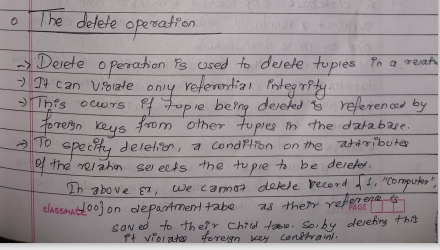 The delete operation
→ Delete operation is used to delete tuples in a relati
→ It can violate only referential integrity.
→ This occurs if tuple being deleted is referenced by
foreign keys from other tuples in the database.
→ To specify deletion, a condition on the attributes
of the relation selects the tuple to be deleted.
In above ex, we cannot delete record {1, "Computer",
classmate 100} on department table as their reference is PAGE
saved to their child table. So, by deleting this
it violates foreign key constraint.